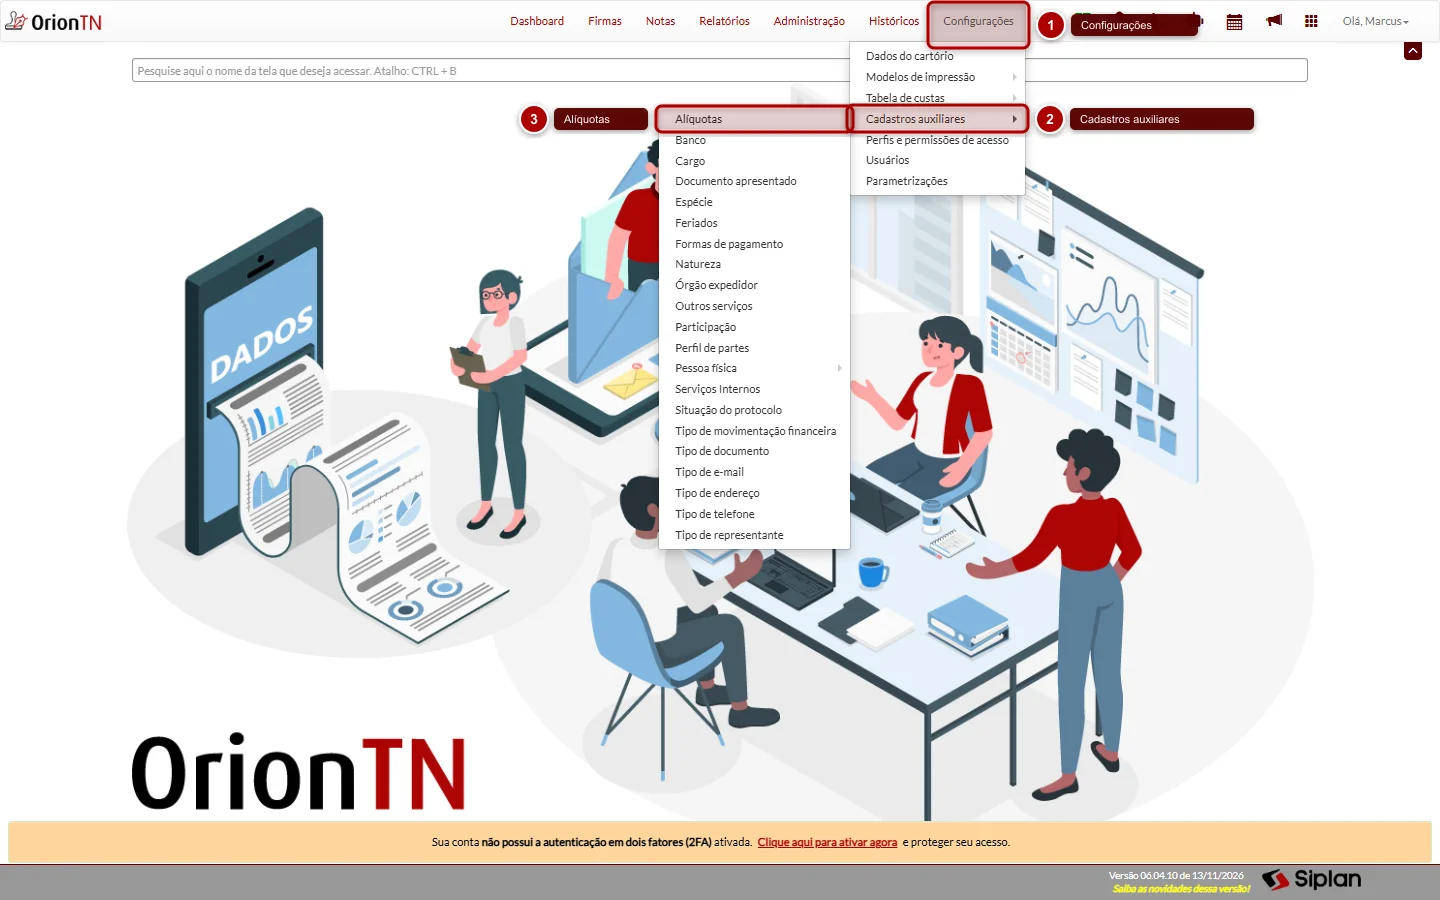 OrionTN
Dashboard
Firmas
Notas
Relatórios
Administração
Históricos
Configurações
1
Configurações
Olá, Marcus
Pesquise aqui o nome da tela que deseja acessar. Atalho: CTRL + B
Dados do cartório
Modelos de impressão
Tabela de custas
Cadastros auxiliares
2
Cadastros auxiliares
Perfis e permissões de acesso
Usuários
Parametrizações
3
Alíquotas
Alíquotas
Banco
Cargo
Documento apresentado
Espécie
Feriados
Formas de pagamento
Natureza
Órgão expedidor
Outros serviços
Participação
Perfil de partes
Pessoa física
Serviços Internos
Situação do protocolo
Tipo de movimentação financeira
Tipo de documento
Tipo de e-mail
Tipo de endereço
Tipo de telefone
Tipo de representante
DADOS
OrionTN
Sua conta não possui a autenticação em dois fatores (2FA) ativada. Clique aqui para ativar agora e proteger seu acesso.
Versão 06.04.10 de 13/11/2026
Saiba as novidades dessa versão!
Siplan